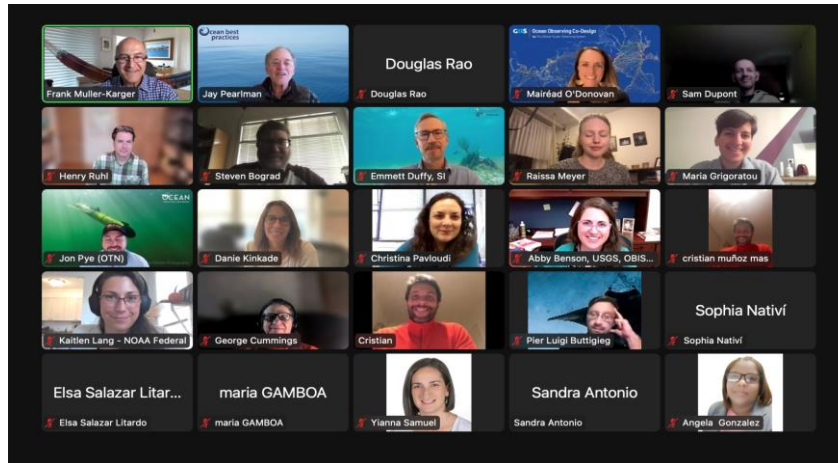 Frank Muller-Karger
Ocean best
practices
Jay Pearlman
Douglas Rao
Douglas Rao
Ocean Observing Co-Design
Mairéad O'Donovan
Sam Dupont
Henry Ruhl
Steven Bograd
Emmett Duffy, SI
Raissa Meyer
Maria Grigoratou
OCEAN
Jon Pye (OTN)
Danie Kinkade
Christina Pavloudi
Abby Benson, USGS, OBIS...
cristian muñoz mas
Kaitlen Lang - NOAA Federal
George Cummings
Cristian
Pier Luigi Buttigieg
Sophia Nativí
Sophia Nativí
Elsa Salazar Litar...
Elsa Salazar Litardo
maria GAMBOA
maria GAMBOA
Yianna Samuel
Sandra Antonio
Sandra Antonio
Angela Gonzalez